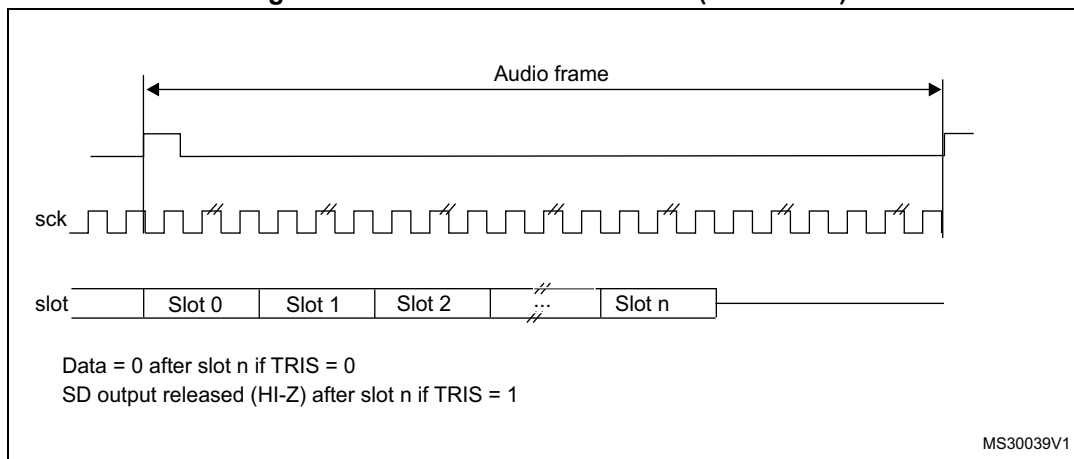 Audio frame
sck
slot Slot 0 Slot 1 Slot 2 ... Slot n
Data = 0 after slot n if TRIS = 0
SD output released (HI-Z) after slot n if TRIS = 1
MS30039V1